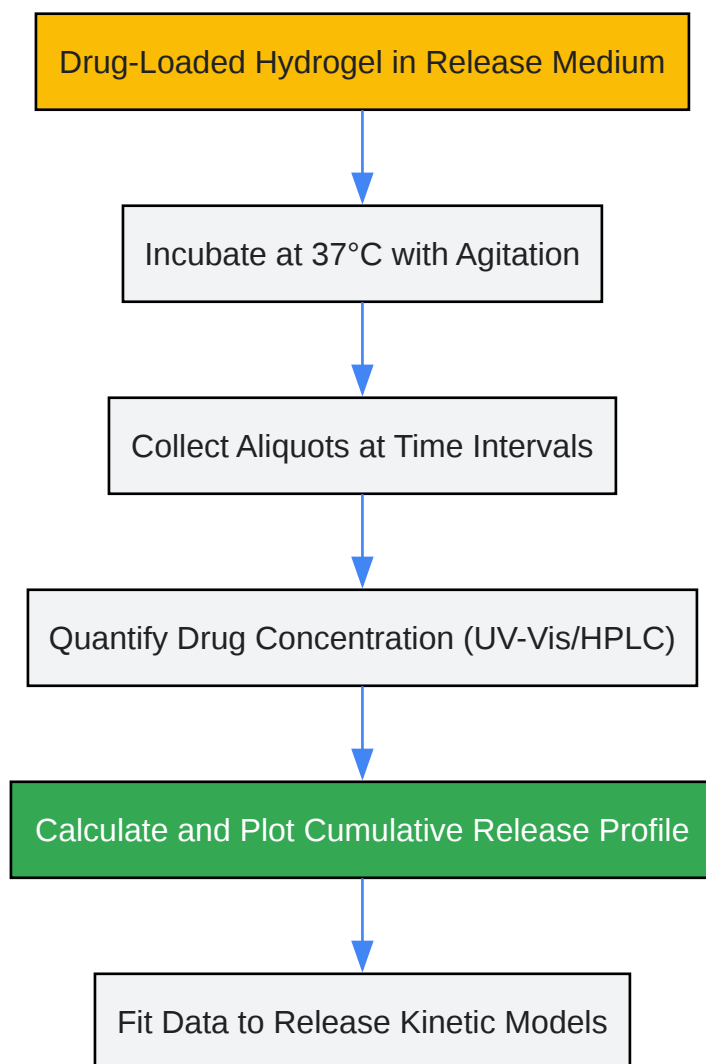 Drug-Loaded Hydrogel in Release Medium
Incubate at 37°C with Agitation
Collect Aliquots at Time Intervals
Quantify Drug Concentration (UV-Vis/HPLC)
Calculate and Plot Cumulative Release Profile
Fit Data to Release Kinetic Models